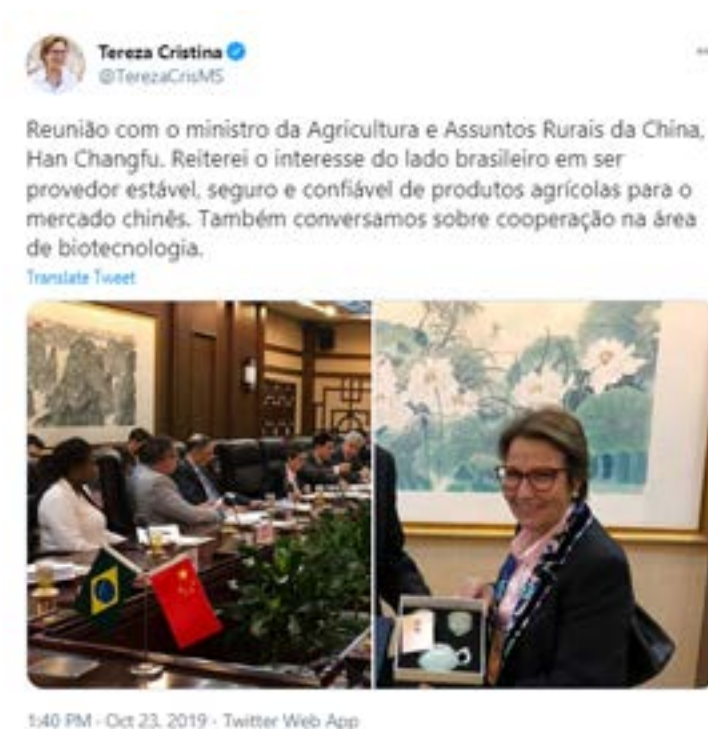 Tereza Cristina
@TerezaCrisMS
Reunião com o ministro da Agricultura e Assuntos Rurais da China,
Han Changfu. Reiterei o interesse do lado brasileiro em ser
provedor estável, seguro e confiável de produtos agrícolas para o
mercado chinês. Também conversamos sobre cooperação na área
de biotecnologia.
Translate Tweet
1:40 PM - Oct 23, 2019 - Twitter Web App